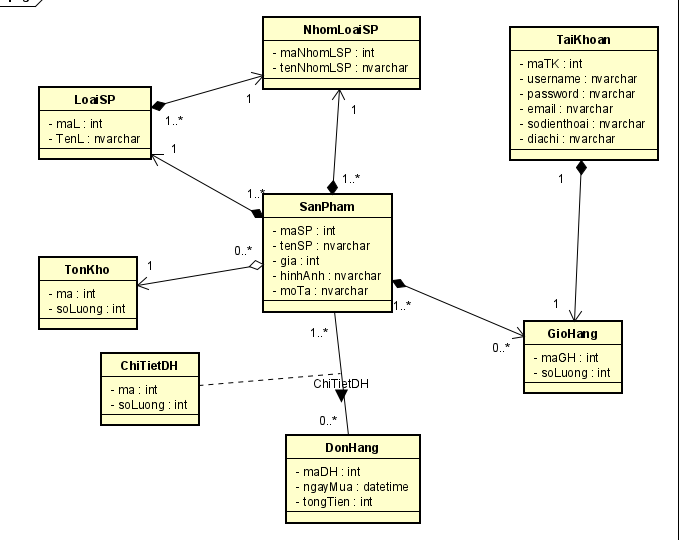 NhomLoaiSP
- maNhomLSP : int
- tenNhomLSP : nvarchar
TaiKhoan
- maTK : int
- username : nvarchar
- password : nvarchar
- email : nvarchar
- sodienthoai : nvarchar
- diachi : nvarchar
LoaiSP
- maL : int
- TenL : nvarchar
1
1..*
1
1
1..*
1..*
1
SanPham
- maSP : int
- tenSP : nvarchar
- gia : int
- hinhAnh : nvarchar
- moTa : nvarchar
0..*
1
TonKho
- ma : int
- soLuong : int
1..*
1
0..*
GioHang
- maGH : int
- soLuong : int
1..*
ChiTietDH
- ma : int
- soLuong : int
ChiTietDH
0..*
DonHang
- maDH : int
- ngayMua : datetime
- tongTien : int